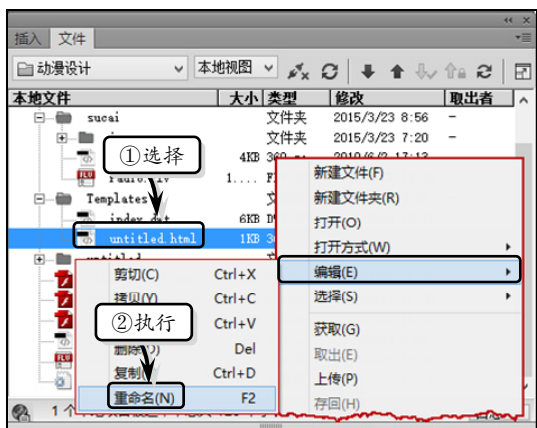 插入 文件
动漫设计 本地视图
本地文件 大小 类型 修改 取出者
sucai 文件夹 2015/3/23 8:56 -
文件夹 2015/3/23 7:20 -
①选择
4KB
1....
新建文件(F)
Templates
新建文件夹(R)
6KB
打开(O)
untitled.html 1KB
打开方式(W)
编辑(E)
剪切(C) Ctrl+X
选择(S)
Ctrl+C
②执行 Ctrl+V
获取(G)
Del
取出(E)
Ctrl+D
上传(P)
重命名(N) F2
存回(H)
1个